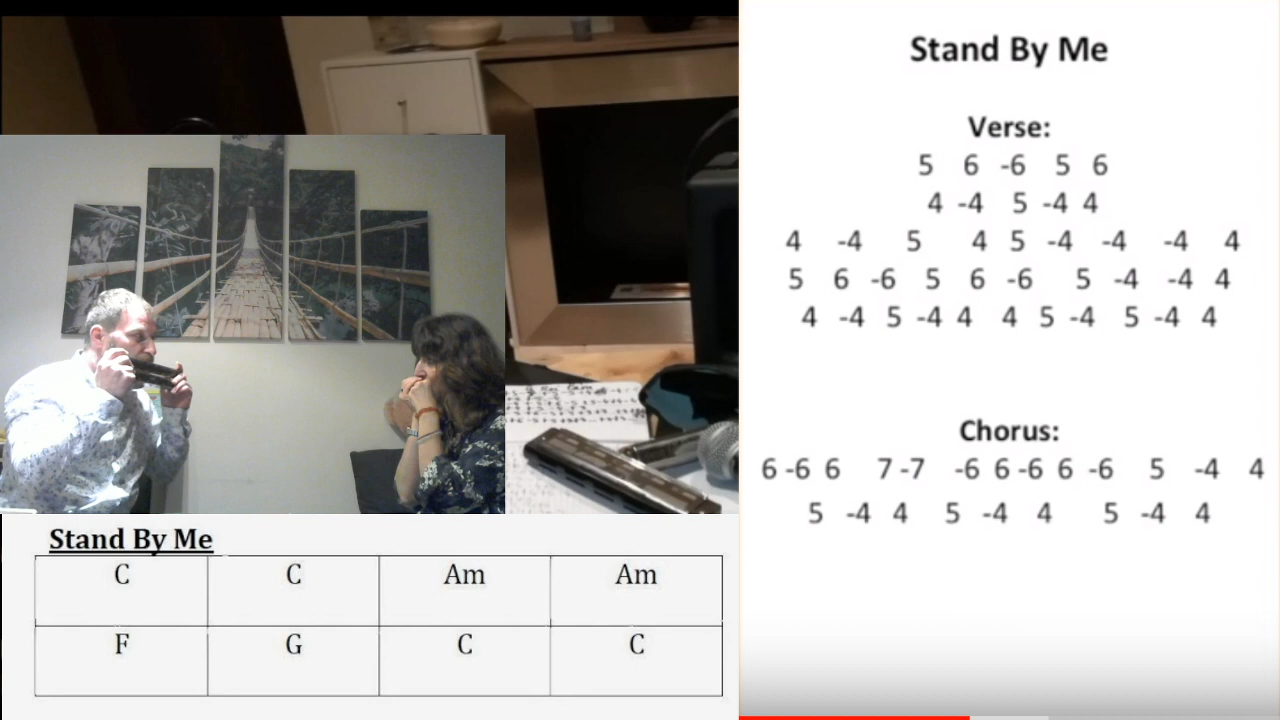 Stand By Me
Verse:
5 6 -6 5 6
4 -4 5 -4 4
4 -4 5 4 5 -4 -4 -4 4
5 6 -6 5 6 -6 5 -4 -4 4
4 -4 5 -4 4 4 5 -4 5 -4 4
Chorus:
6 -6 6 7 -7 -6 6 -6 6 -6 5 -4 4
5 -4 4 5 -4 4 5 -4 4
Stand By Me
C C Am Am
F G C C